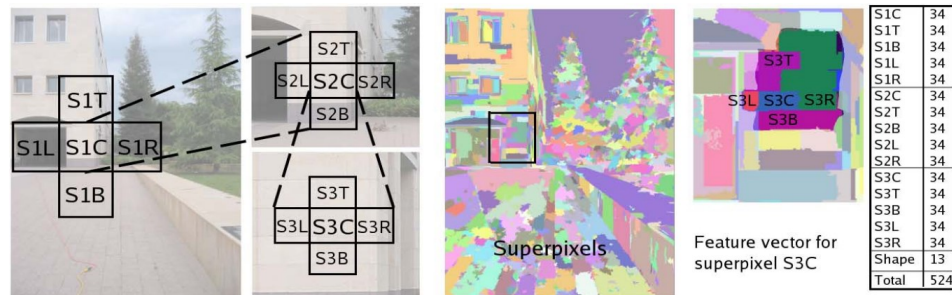 S1T
S1L S1C S1R
S1B
S2T
S2L S2C S2R
S2B
S3T
S3L S3C S3R
S3B
Superpixels
S3T
S3L S3C S3R
S3B
Feature vector for
superpixel S3C
S1C 34
S1T 34
S1B 34
S1L 34
S1R 34
S2C 34
S2T 34
S2B 34
S2L 34
S2R 34
S3C 34
S3T 34
S3B 34
S3L 34
S3R 34
Shape 13
Total 524